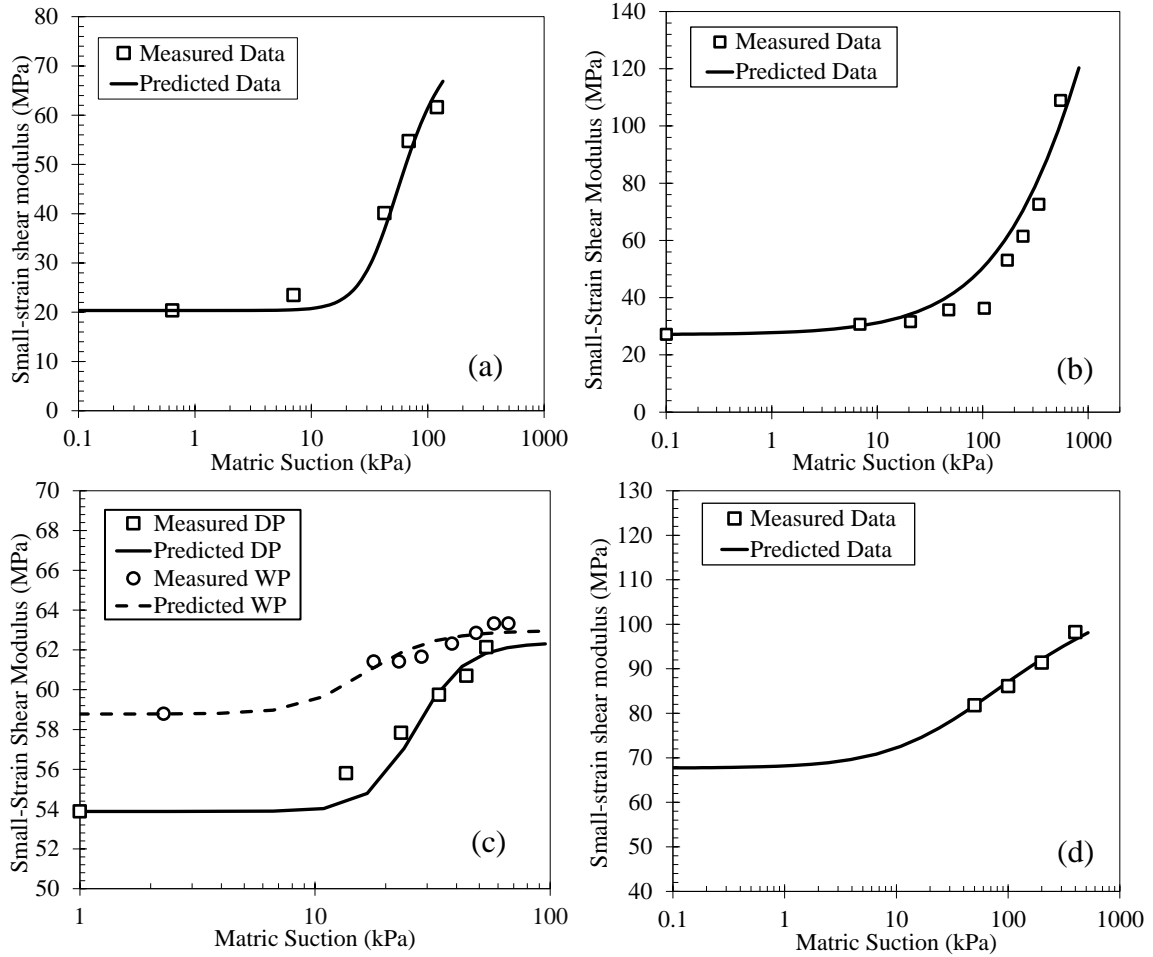 80
70
60
50
40
30
20
10
0
Small-strain shear modulus (MPa)
Measured Data
Predicted Data
(a)
0.1 1 10 100 1000
Matric Suction (kPa)
140
120
100
80
60
40
20
0
Small-Strain Shear Modulus (MPa)
Measured Data
Predicted Data
(b)
0.1 1 10 100 1000
Matric Suction (kPa)
70
68
66
64
62
60
58
56
54
52
50
Small-Strain Shear Modulus (MPa)
Measured DP
Predicted DP
Measured WP
Predicted WP
(c)
1 10 100
Matric Suction (kPa)
130
120
110
100
90
80
70
60
50
40
Small-strain shear modulus (MPa)
Measured Data
Predicted Data
(d)
0.1 1 10 100 1000
Matric Suction (kPa)